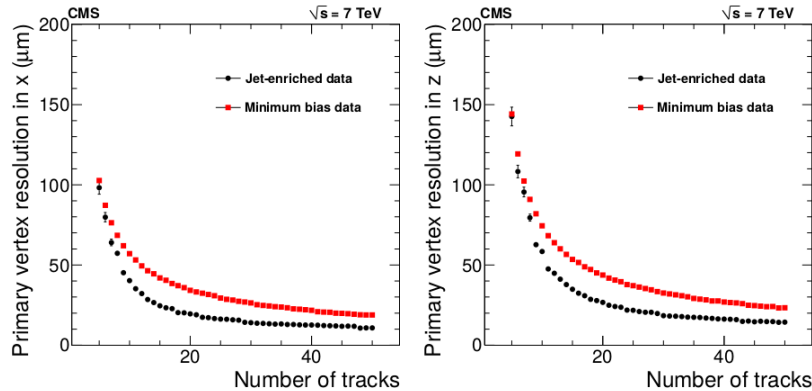 CMS
√s = 7 TeV
Primary vertex resolution in x (μm)
200
150
100
50
0
Jet-enriched data
Minimum bias data
20
40
Number of tracks
CMS
√s = 7 TeV
Primary vertex resolution in z (μm)
200
150
100
50
0
Jet-enriched data
Minimum bias data
20
40
Number of tracks